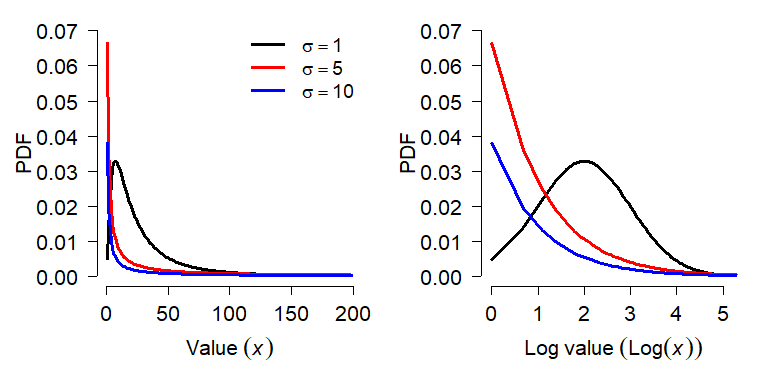 0.07
0.06
0.05
0.04
0.03
0.02
0.01
0.00
PDF
σ = 1
σ = 5
σ = 10
0 50 100 150 200
Value (x)
0.07
0.06
0.05
0.04
0.03
0.02
0.01
0.00
PDF
0 1 2 3 4 5
Log value (Log(x))